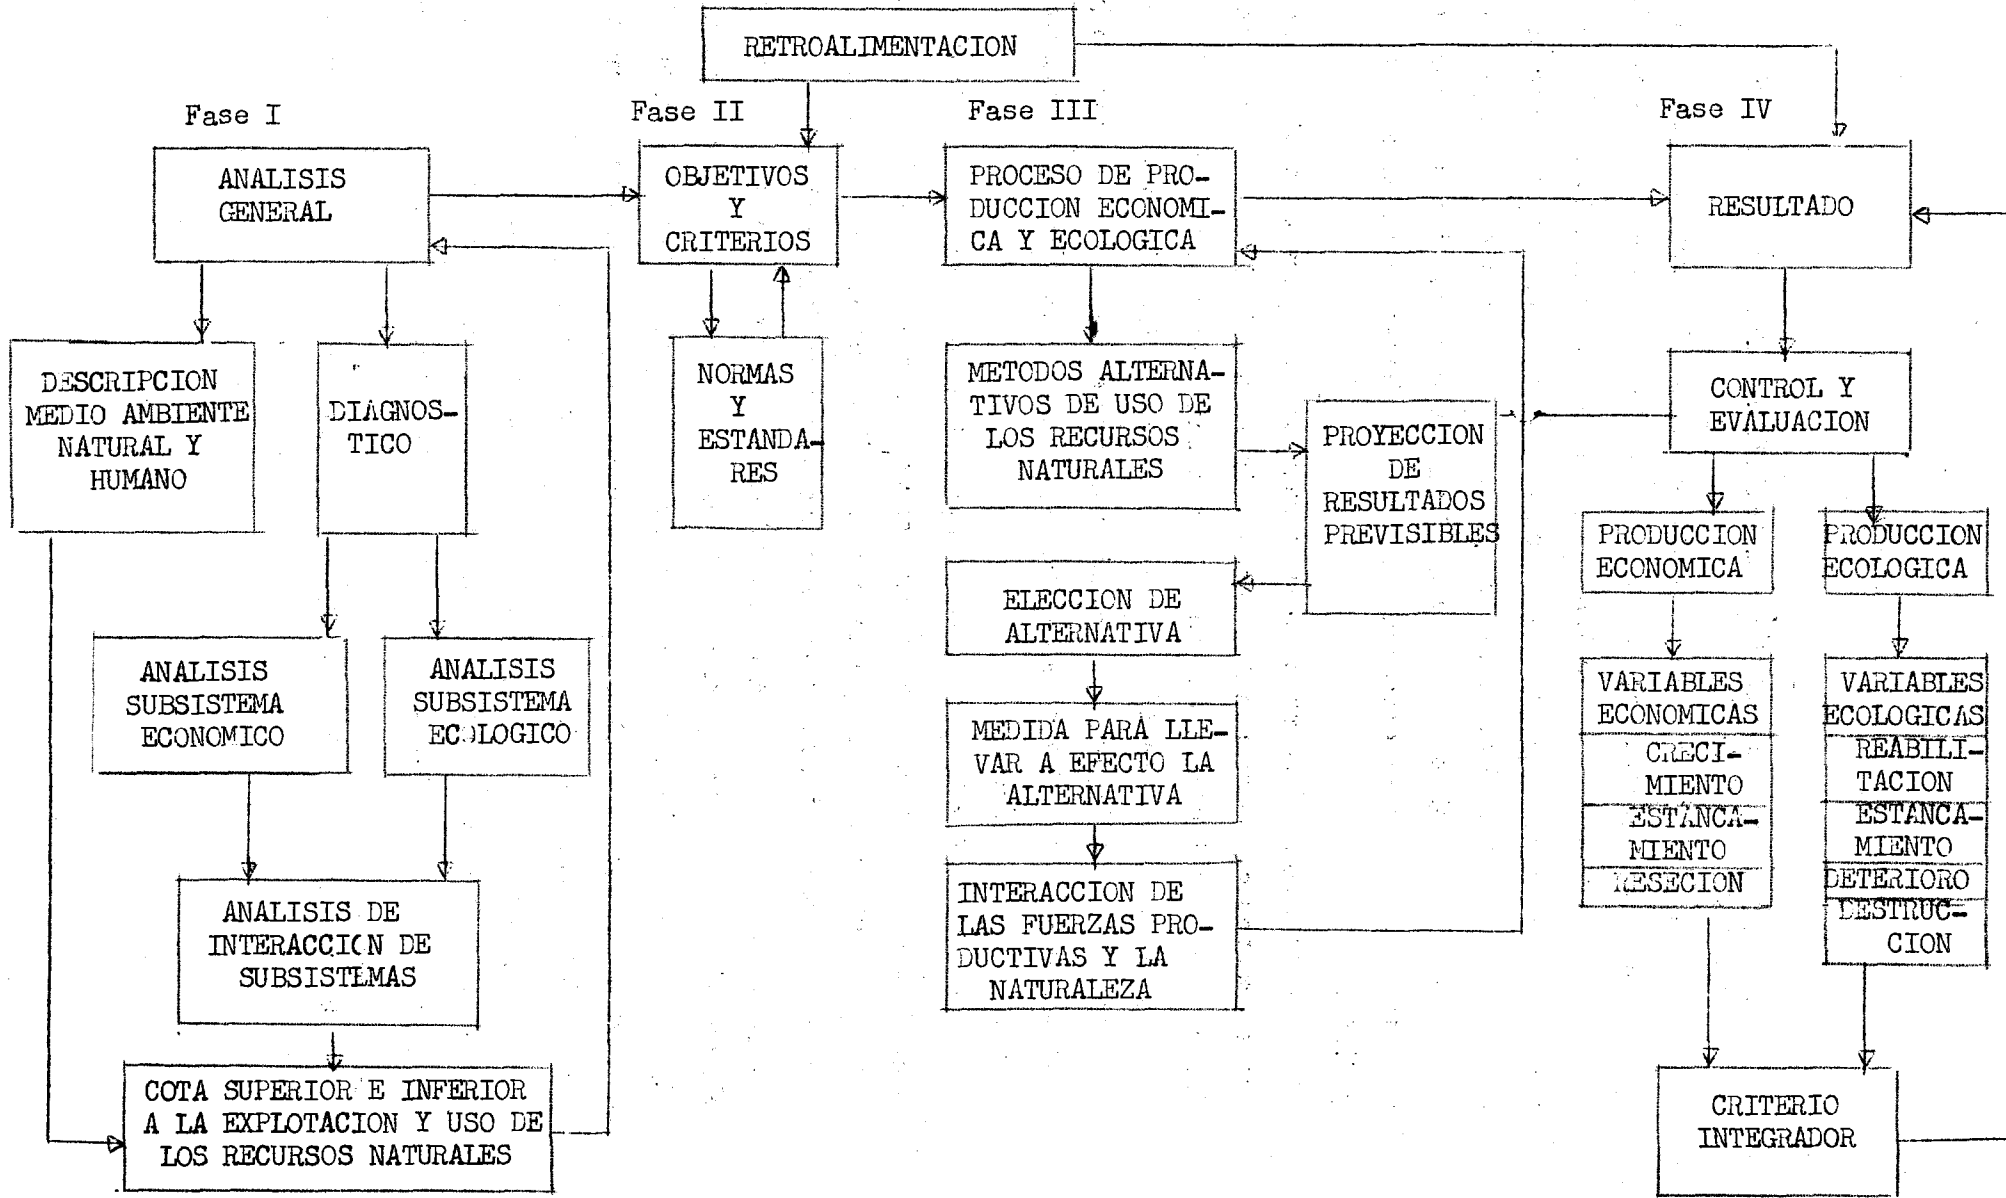 RETROALIMENTACION
Fase I
ANALISIS
GENERAL
DESCRIPCION
MEDIO AMBIENTE
NATURAL Y
HUMANO
DIAGNOS-
TICO
ANALISIS
SUBSISTEMA
ECONOMICO
ANALISIS
SUBSISTEMA
ECOLOGICO
ANALISIS DE
INTERACCION DE
SUBSISTEMAS
COTA SUPERIOR E INFERIOR
A LA EXPLOTACION Y USO DE
LOS RECURSOS NATURALES
Fase II
OBJETIVOS
Y
CRITERIOS
NORMAS
Y
ESTANDA-
RES
Fase III
PROCESO DE PRO-
DUCCION ECONOMI-
CA Y ECOLOGICA
METODOS ALTERNA-
TIVOS DE USO DE
LOS RECURSOS
NATURALES
PROYECCION
DE
RESULTADOS
PREVISIBLES
ELECCION DE
ALTERNATIVA
MEDIDA PARA LLE-
VAR A EFECTO LA
ALTERNATIVA
INTERACCION DE
LAS FUERZAS PRO-
DUCTIVAS Y LA
NATURALEZA
Fase IV
RESULTADO
CONTROL Y
EVALUACION
PRODUCCION
ECONOMICA
VARIABLES
ECONOMICAS
CRECI-
MIENTO
ESTANCA-
MIENTO
RESECION
PRODUCCION
ECOLOGICA
VARIABLES
ECOLOGICAS
REABILI-
TACION
ESTANCA-
MIENTO
DETERIORO
DESTRUC-
CION
CRITERIO
INTEGRADOR